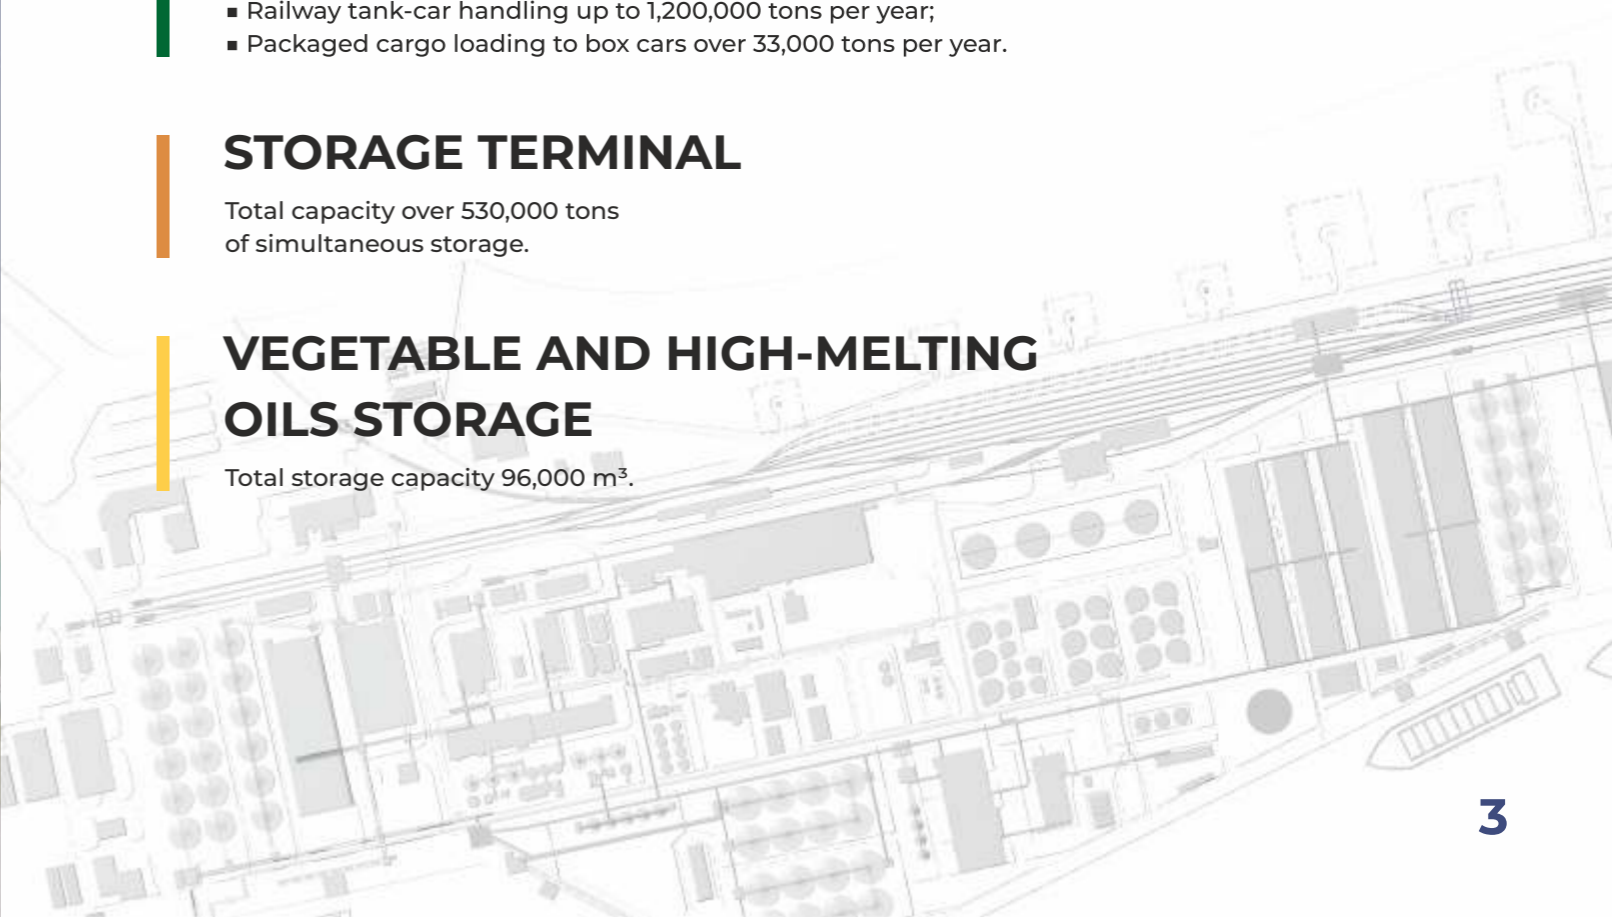 ▪ Railway tank-car handling up to 1,200,000 tons per year;
▪ Packaged cargo loading to box cars over 33,000 tons per year.
STORAGE TERMINAL
Total capacity over 530,000 tons
of simultaneous storage.
VEGETABLE AND HIGH-MELTING
OILS STORAGE
Total storage capacity 96,000 m³.
3